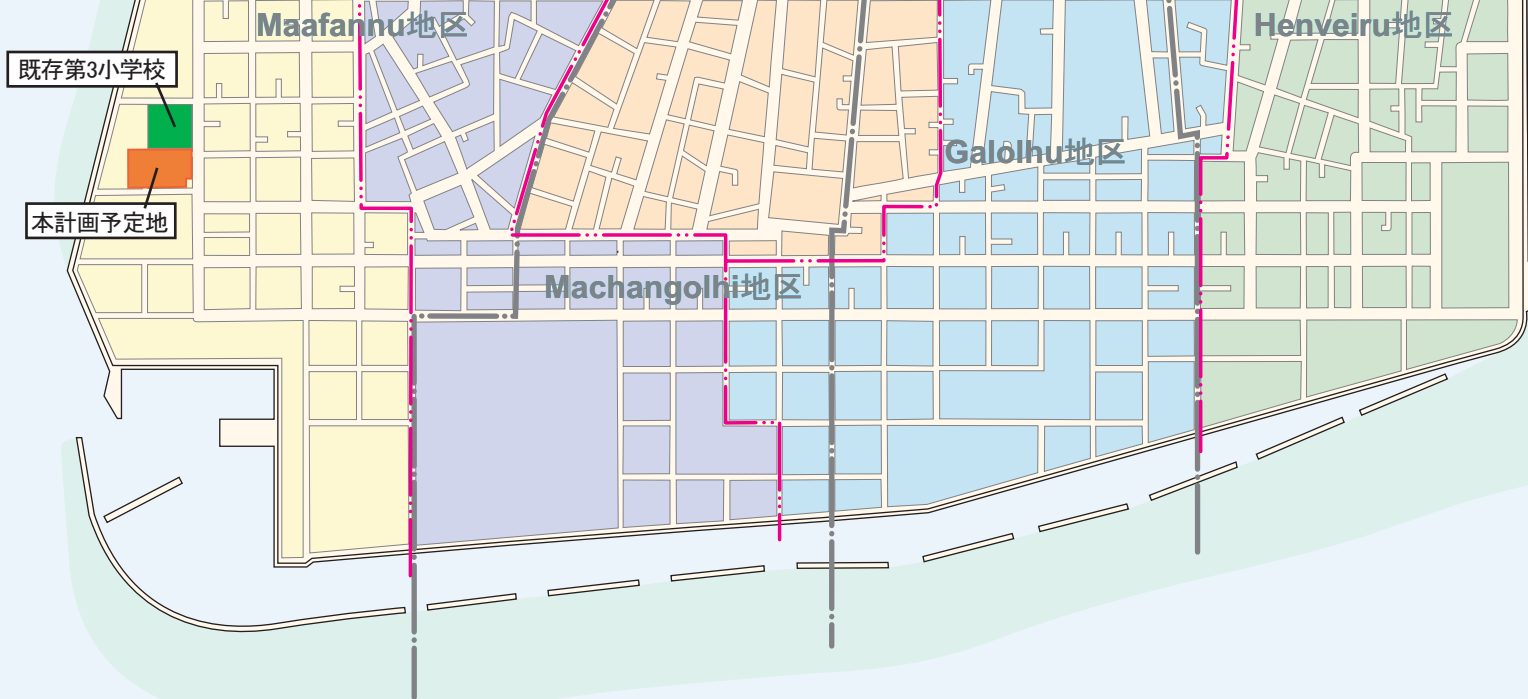 Maafannu地区
Henveiru地区
既存第3小学校
Galolhu地区
本計画予定地
Machangolhi地区